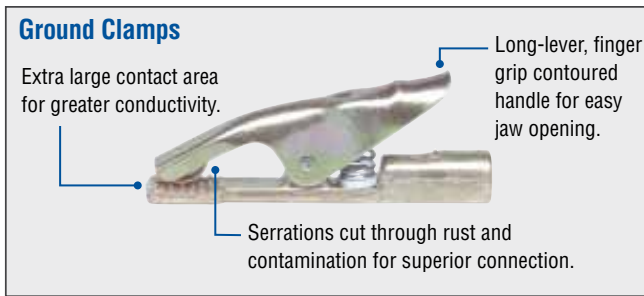 Ground Clamps
Extra large contact area
for greater conductivity.
Long-lever, finger
grip contoured
handle for easy
jaw opening.
Serrations cut through rust and
contamination for superior connection.